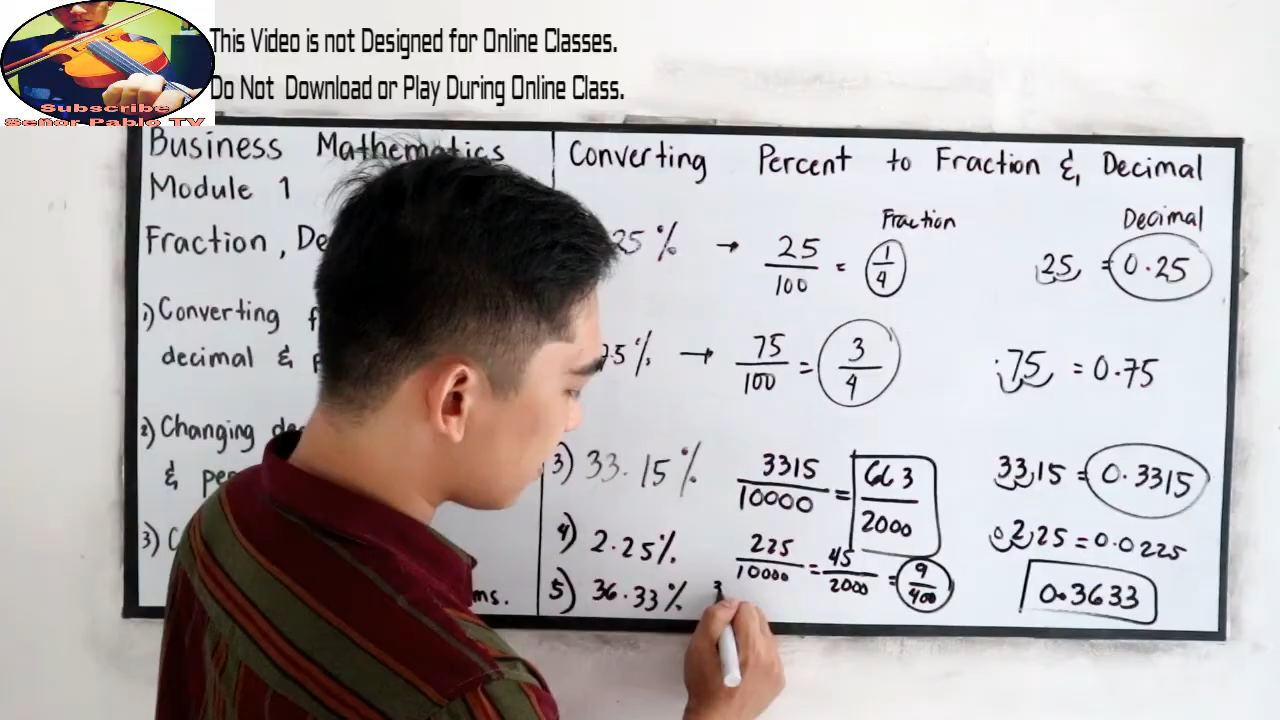 This Video is not Designed for Online Classes.
Do Not Download or Play During Online Class.
Subscribe
Señor Pablo TV
Business Mathematics
Module 1
Fraction, De
1) Converting f
decimal & p
2) Changing de
& pe
3) C
ms.
Converting Percent to Fraction & Decimal
Fraction Decimal
25% → 25/100 = 1/4 25 = 0.25
75% → 75/100 = 3/4 .75 = 0.75
3) 33.15% 3315/10000 = 663/2000 33.15 = 0.3315
4) 2.25% 225/10000 = 45/2000 = 9/400 02.25 = 0.0225
5) 36.33% 3 0.3633